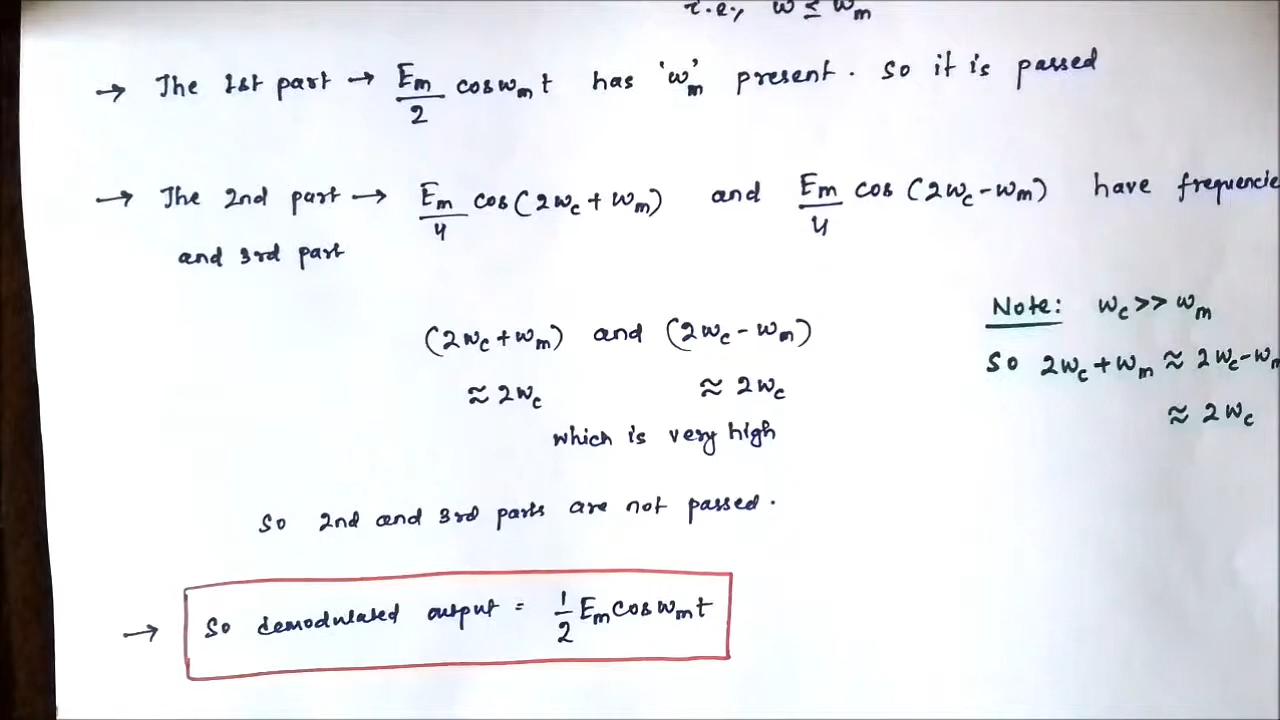 i.e., w ≤ wm
→ The 1st part → Em/2 cos wm t has 'wm' present. So it is passed
→ The 2nd part → Em/4 cos (2wc + wm) and Em/4 cos (2wc - wm) have frequencie
and 3rd part
Note: wc >> wm
(2wc + wm) and (2wc - wm)
So 2wc + wm ≈ 2wc - wm
≈ 2wc ≈ 2wc
≈ 2wc
which is very high
So 2nd and 3rd parts are not passed.
→ So demodulated output = 1/2 Em cos wm t